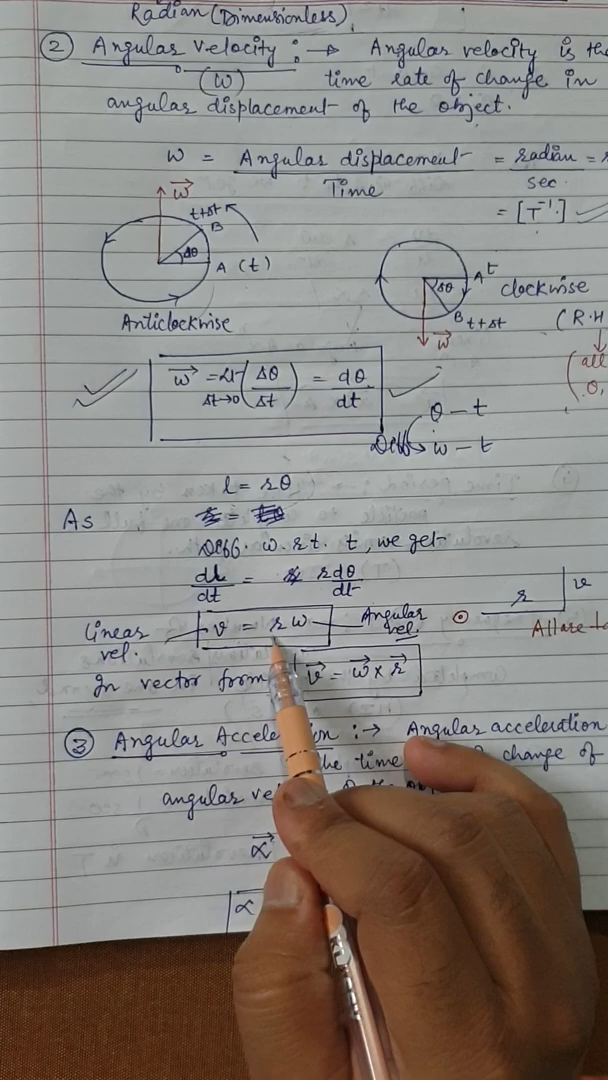 Radian (Dimensionless)
② Angular Velocity :→ Angular velocity is the
(W) time rate of change in
angular displacement of the object.
W = Angular displacement / Time = radian / sec =
= [T⁻¹]
w⃗
t+Δt
B
Δθ
A (t)
Anticlockwise
A t
Δθ
B t+Δt
w⃗
clockwise
(R.H
(all
θ,
w⃗ = Lt Δt→0 (Δθ/Δt) = dθ/dt
θ - t
Diff w - t
l = rθ
As
Diff. w.r.t. t, we get
dl/dt = r dθ/dt
Linear vel. v = r w Angular vel.
r v
All are
In vector form v⃗ = w⃗ × r⃗
③ Angular Acceleration :→ Angular acceleration
the time change of
angular
α⃗
α